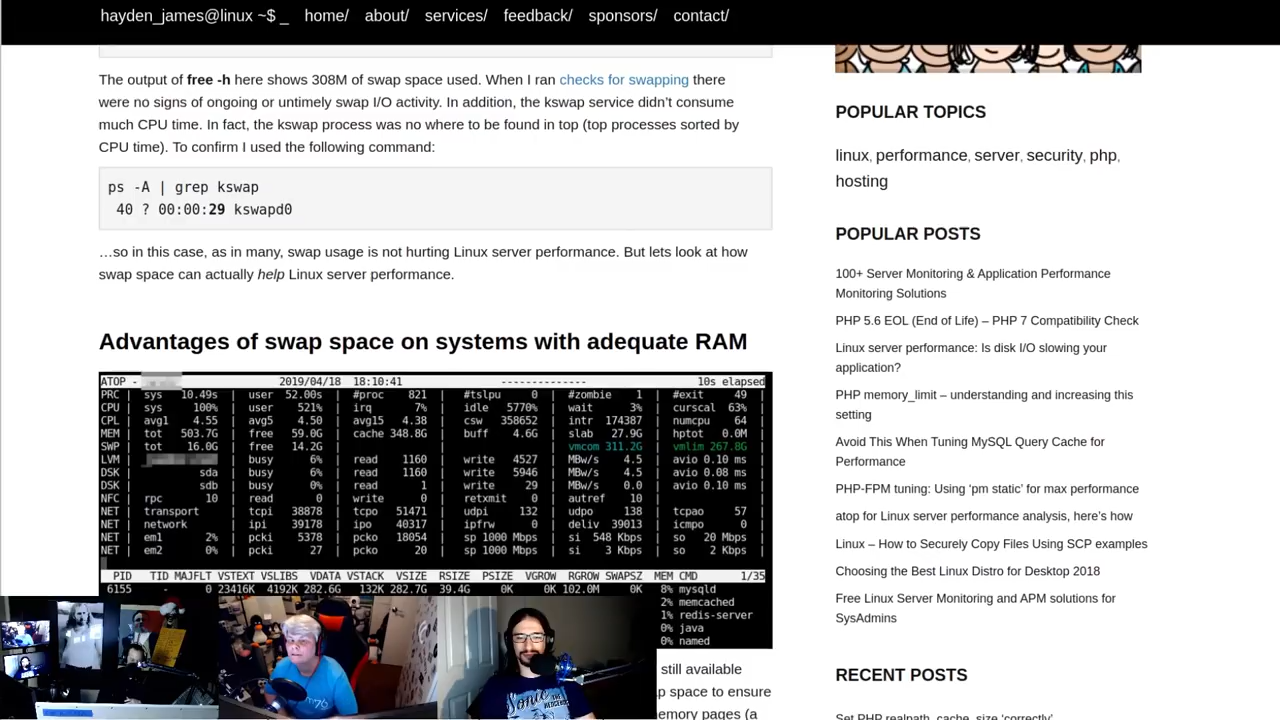 hayden_james@linux ~$ _ home/ about/ services/ feedback/ sponsors/ contact/
The output of free -h here shows 308M of swap space used. When I ran checks for swapping there
were no signs of ongoing or untimely swap I/O activity. In addition, the kswap service didn't consume
much CPU time. In fact, the kswap process was no where to be found in top (top processes sorted by
CPU time). To confirm I used the following command:
ps -A | grep kswap
40 ? 00:00:29 kswapd0
…so in this case, as in many, swap usage is not hurting Linux server performance. But lets look at how
swap space can actually help Linux server performance.
Advantages of swap space on systems with adequate RAM
ATOP - 2019/04/18 18:10:41 -------------- 10s elapsed
PRC | sys 10.49s | user 52.00s | #proc 821 | #tslpu 0 | #zombie 1 | #exit 49 |
CPU | sys 100% | user 521% | irq 7% | idle 5770% | wait 3% | curscal 63% |
CPL | avg1 4.55 | avg5 4.50 | avg15 4.38 | csw 358652 | intr 174387 | numcpu 64 |
MEM | tot 503.7G | free 59.0G | cache 348.8G | buff 4.6G | slab 27.9G | hptot 0.0M |
SWP | tot 16.0G | free 14.2G | | | vmcom 311.2G | vmlim 267.8G |
LVM | | busy 6% | read 1160 | write 4527 | MBw/s 4.5 | avio 0.10 ms |
DSK | sda | busy 6% | read 1160 | write 5946 | MBw/s 4.5 | avio 0.08 ms |
DSK | sdb | busy 0% | read 1 | write 29 | MBw/s 0.0 | avio 0.10 ms |
NFC | rpc 10 | read 0 | write 0 | retxmit 0 | autref 10 | |
NET | transport | tcpi 38878 | tcpo 51471 | udpi 132 | udpo 138 | tcpao 57 |
NET | network | ipi 39178 | ipo 40317 | ipfrw 0 | deliv 39013 | icmpo 0 |
NET | em1 2% | pcki 5378 | pcko 18054 | sp 1000 Mbps | si 548 Kbps | so 20 Mbps |
NET | em2 0% | pcki 27 | pcko 20 | sp 1000 Mbps | si 3 Kbps | so 2 Kbps |
PID TID MAJFLT VSTEXT VSLIBS VDATA VSTACK VSIZE RSIZE PSIZE VGROW RGROW SWAPSZ MEM CMD 1/35
6155 - 0 23416K 4192K 282.6G 132K 282.7G 39.4G 0K 0K 102.0M 0K 8% mysqld
2% memcached
1% redis-server
0% java
0% named
still available
p space to ensure
emory pages (a
POPULAR TOPICS
linux, performance, server, security, php,
hosting
POPULAR POSTS
100+ Server Monitoring & Application Performance
Monitoring Solutions
PHP 5.6 EOL (End of Life) – PHP 7 Compatibility Check
Linux server performance: Is disk I/O slowing your
application?
PHP memory_limit – understanding and increasing this
setting
Avoid This When Tuning MySQL Query Cache for
Performance
PHP-FPM tuning: Using 'pm static' for max performance
atop for Linux server performance analysis, here's how
Linux – How to Securely Copy Files Using SCP examples
Choosing the Best Linux Distro for Desktop 2018
Free Linux Server Monitoring and APM solutions for
SysAdmins
RECENT POSTS
Set PHP realpath_cache_size 'correctly'